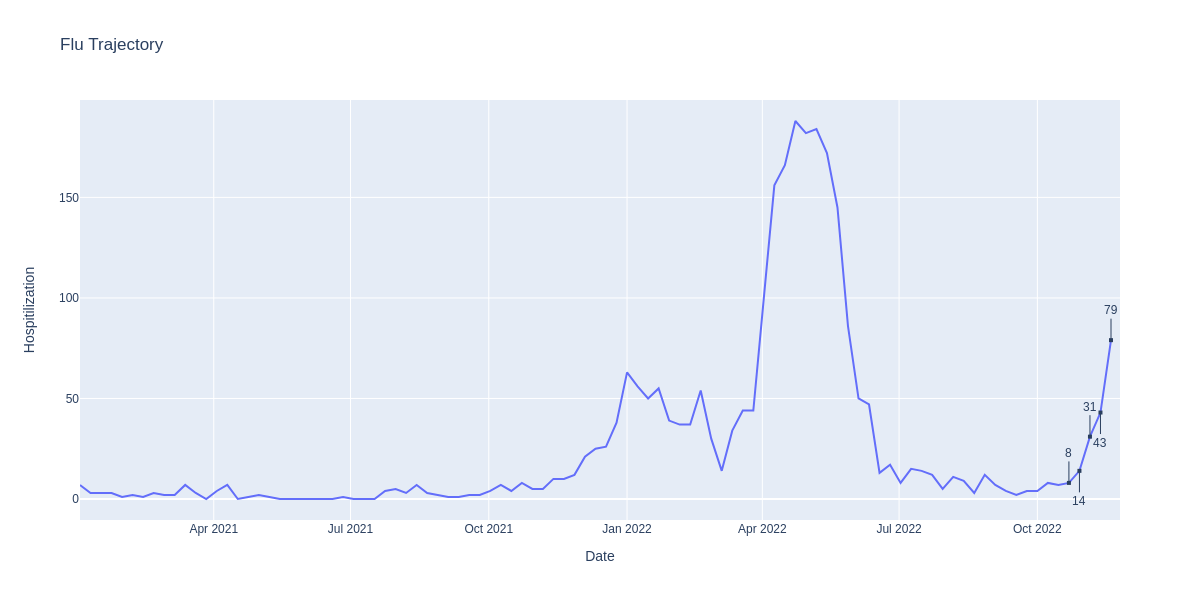 Flu Trajectory
Hospitilization
150
100
50
0
79
31
43
8
14
Apr 2021
Jul 2021
Oct 2021
Jan 2022
Apr 2022
Jul 2022
Oct 2022
Date